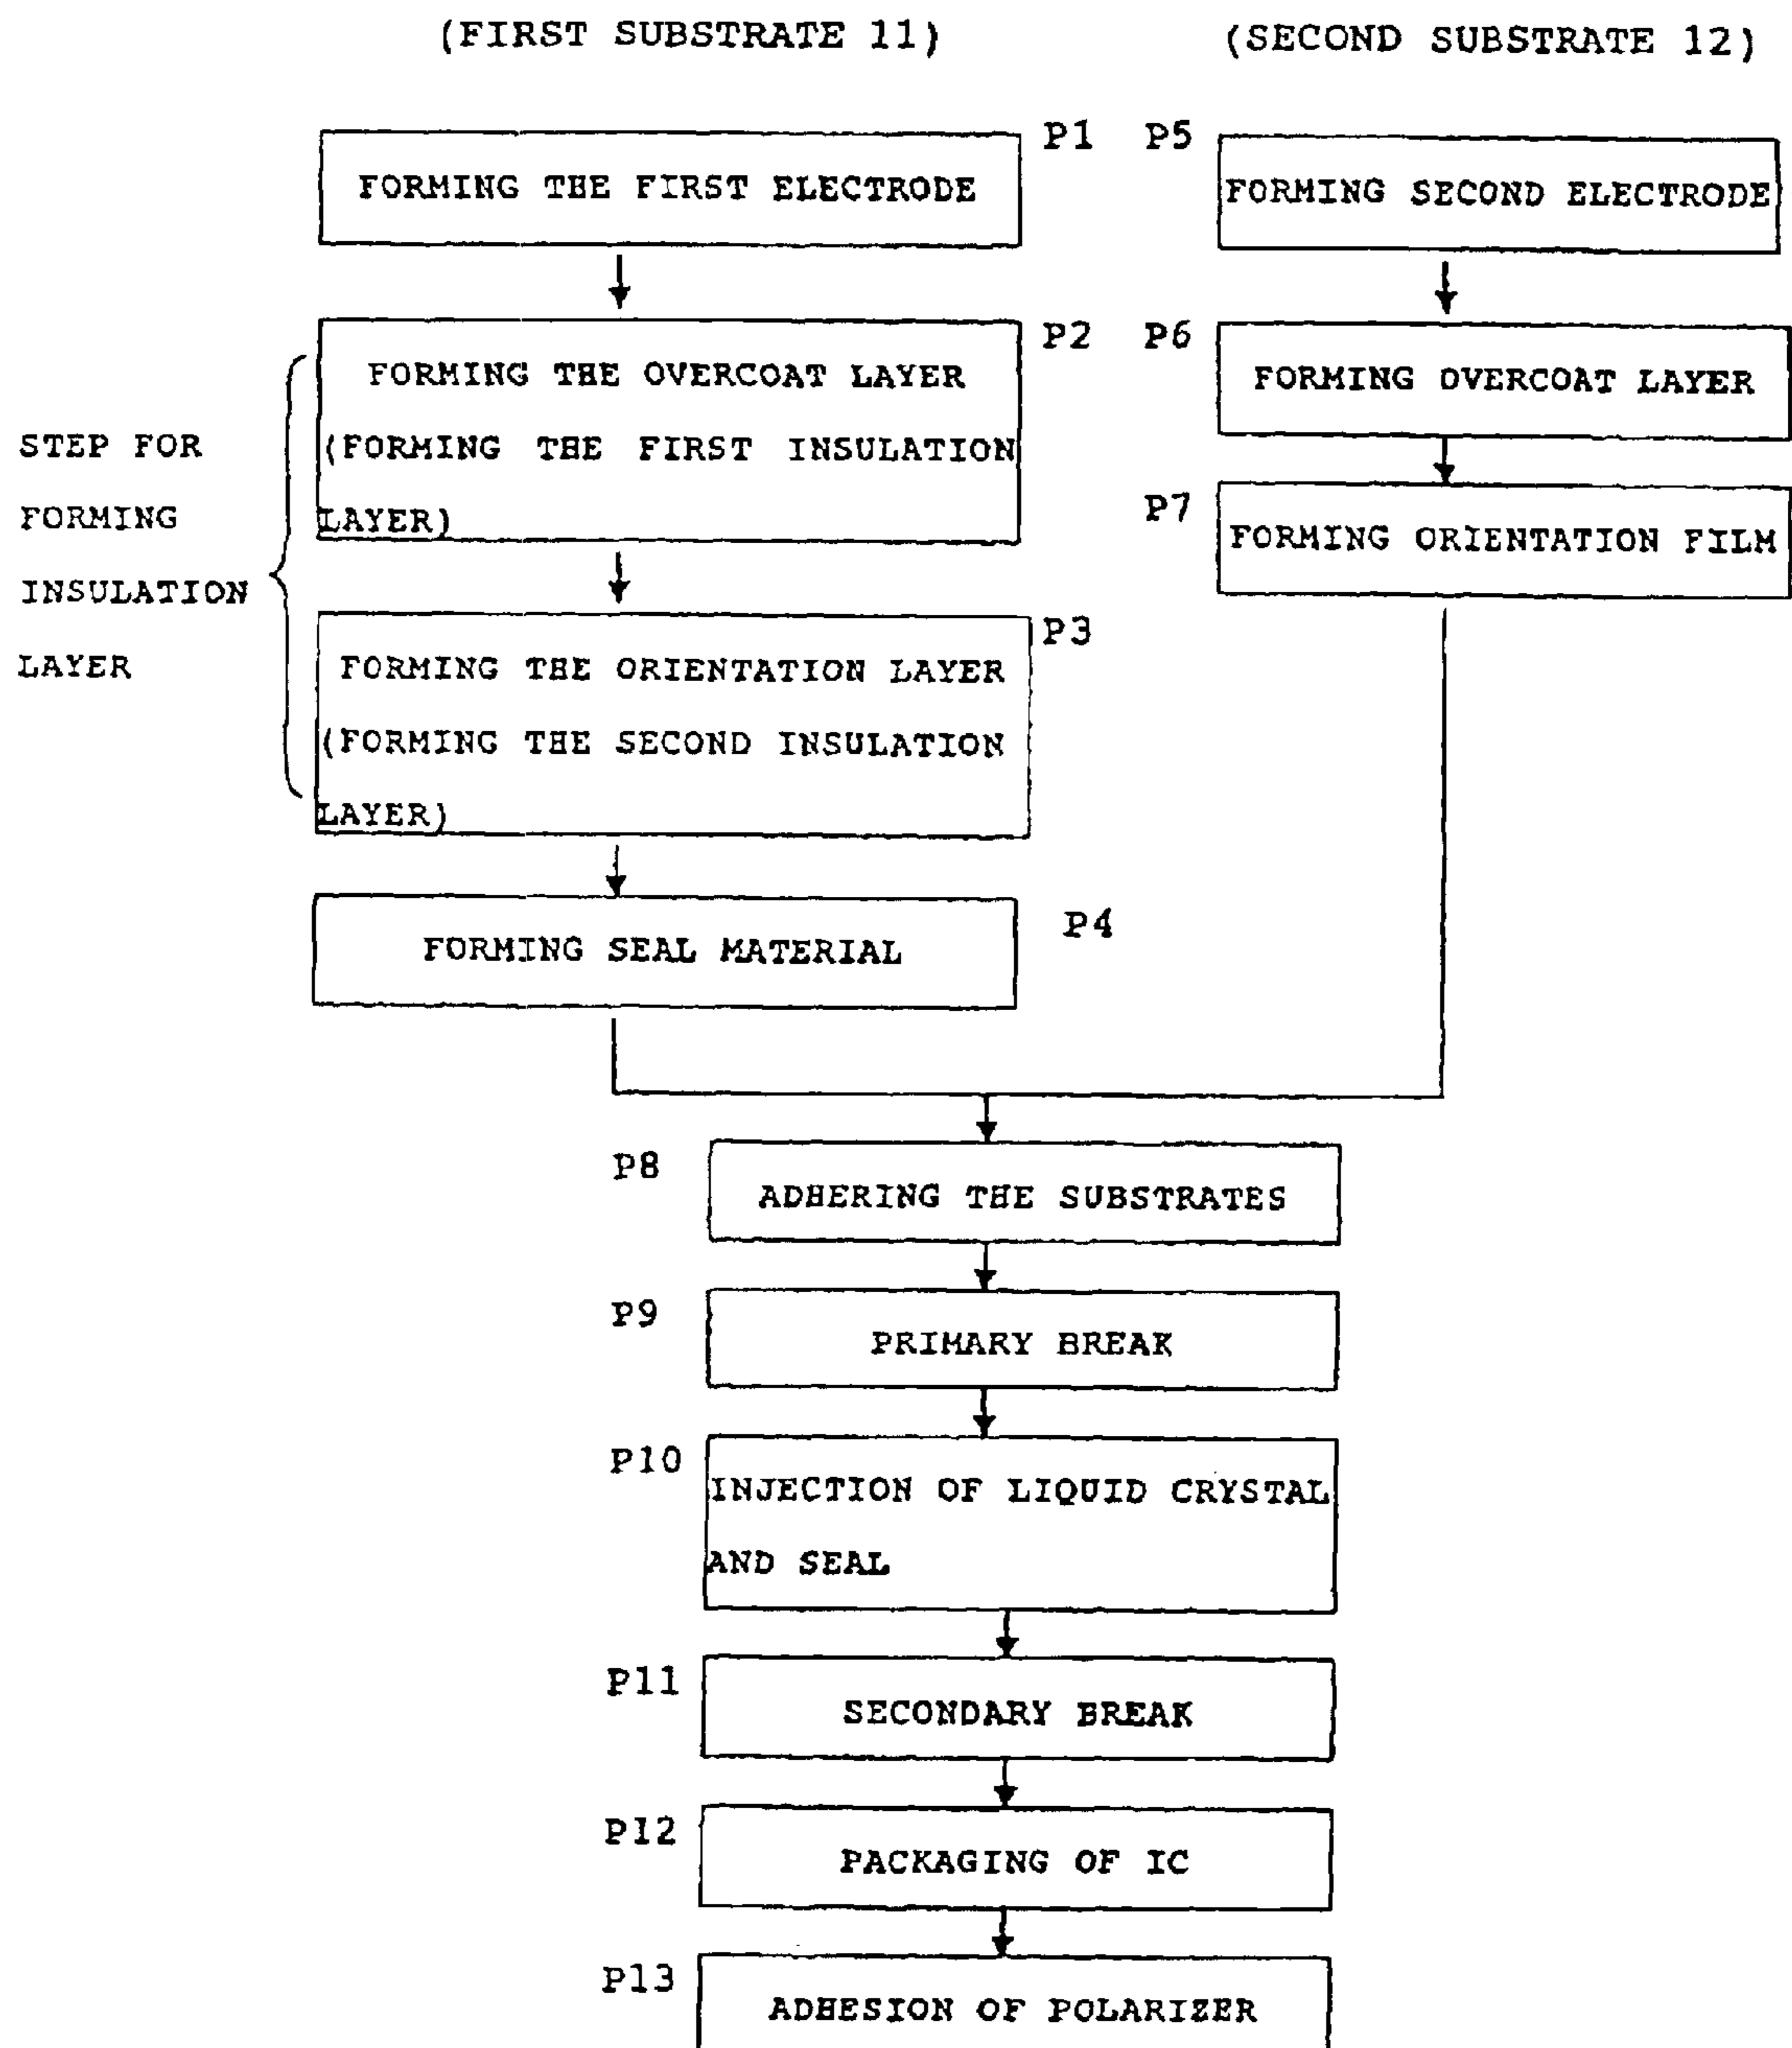 (FIRST SUBSTRATE 11)
(SECOND SUBSTRATE 12)
P1
FORMING THE FIRST ELECTRODE
P2
FORMING THE OVERCOAT LAYER
(FORMING THE FIRST INSULATION
LAYER)
STEP FOR
FORMING
INSULATION
LAYER
P3
FORMING THE ORIENTATION LAYER
(FORMING THE SECOND INSULATION
LAYER)
P4
FORMING SEAL MATERIAL
P5
FORMING SECOND ELECTRODE
P6
FORMING OVERCOAT LAYER
P7
FORMING ORIENTATION FILM
P8
ADHERING THE SUBSTRATES
P9
PRIMARY BREAK
P10
INJECTION OF LIQUID CRYSTAL
AND SEAL
P11
SECONDARY BREAK
P12
PACKAGING OF IC
P13
ADHESION OF POLARIZER